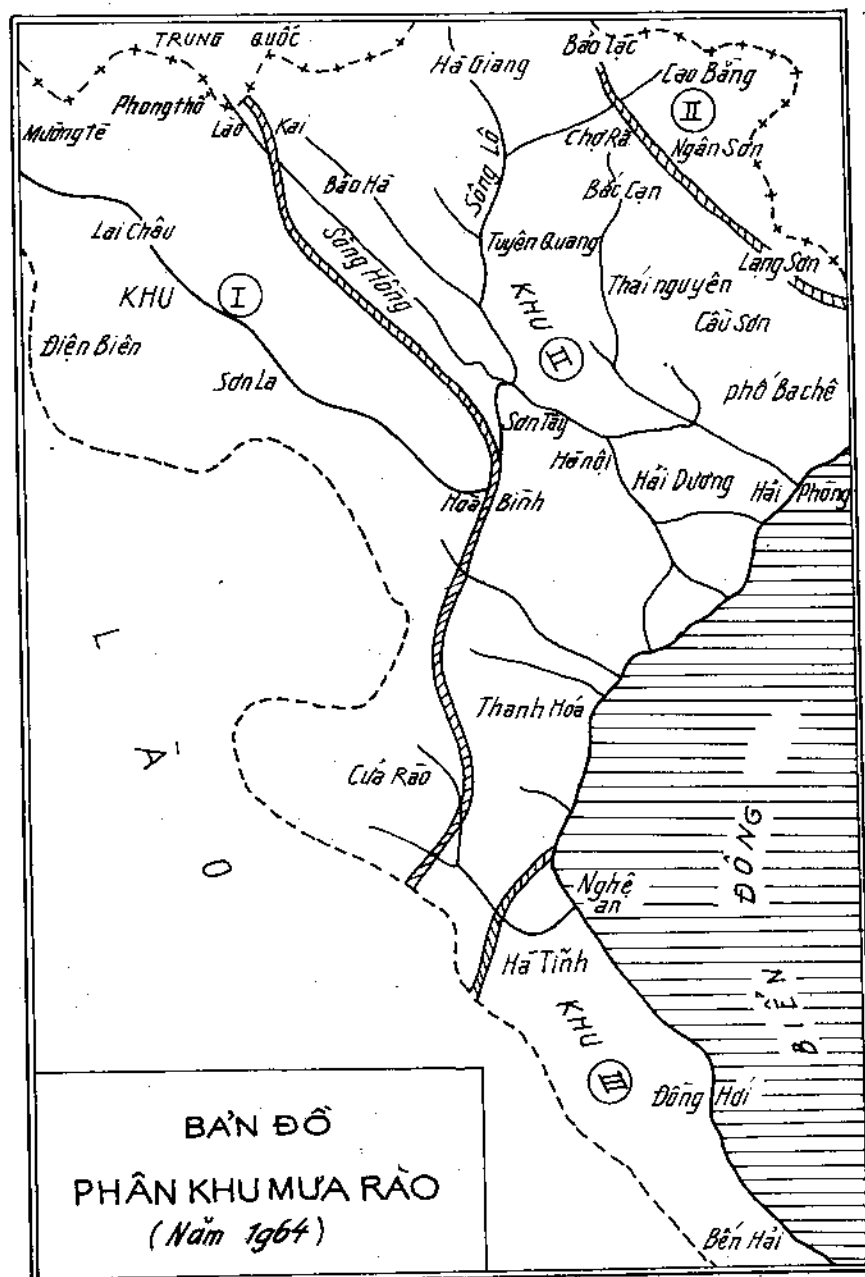 TRUNG QUỐC
Hà Giang
Bảo Lạc
Cao Bằng
II
Phong thổ
Lào Kai
Mường tè
Chợ Rã
Ngân Sơn
Bảo Hà
Sông Lô
Bắc Cạn
Lai Châu
Sông Hồng
Tuyên Quang
Lạng Sơn
KHU I
Thái nguyên
KHU II
Cầu Sơn
Điện Biên
Sơn La
phố Ba chẽ
Sơn Tây
Hà nội
Hải Dương
Hải Phòng
Hoà Bình
LÀO
Thanh Hóa
Cửa Rào
BIỂN ĐÔNG
Nghệ
an
Hà Tĩnh
KHU III
Đồng Hới
BẢN ĐỒ
PHÂN KHU MƯA RÀO
(Năm 1964)
Bến Hải